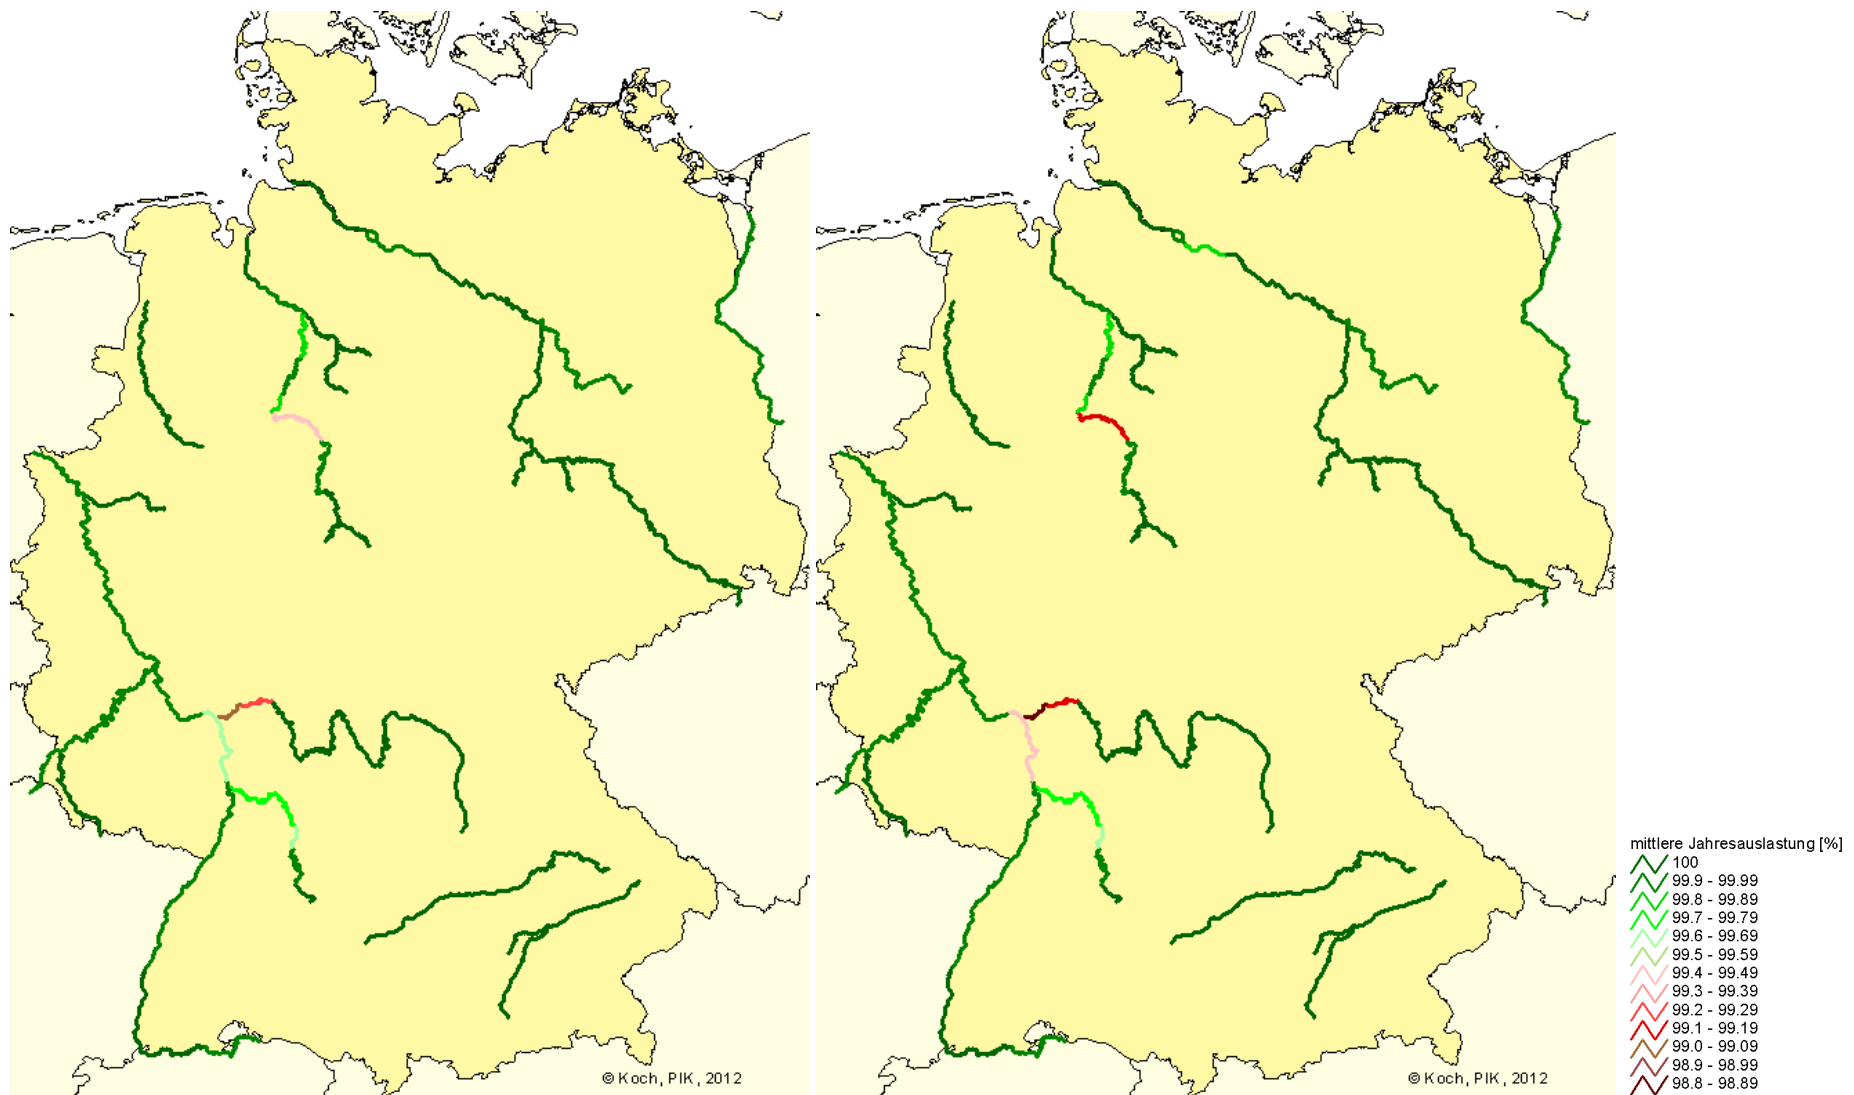 mittlere Jahresauslastung [%]
100
99.9 - 99.99
99.8 - 99.89
99.7 - 99.79
99.6 - 99.69
99.5 - 99.59
99.4 - 99.49
99.3 - 99.39
99.2 - 99.29
99.1 - 99.19
99.0 - 99.09
98.9 - 98.99
98.8 - 98.89
© Koch, PIK, 2012
© Koch, PIK, 2012